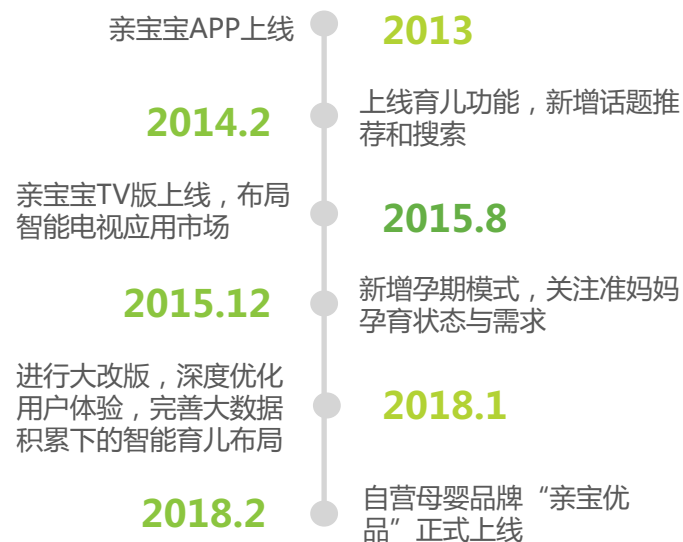 亲宝宝APP上线
2013
2014.2
上线育儿功能，新增话题推
荐和搜索
亲宝宝TV版上线，布局
智能电视应用市场
2015.8
2015.12
新增孕期模式，关注准妈妈
孕育状态与需求
进行大改版，深度优化
用户体验，完善大数据
积累下的智能育儿布局
2018.1
2018.2
自营母婴品牌“亲宝优
品”正式上线